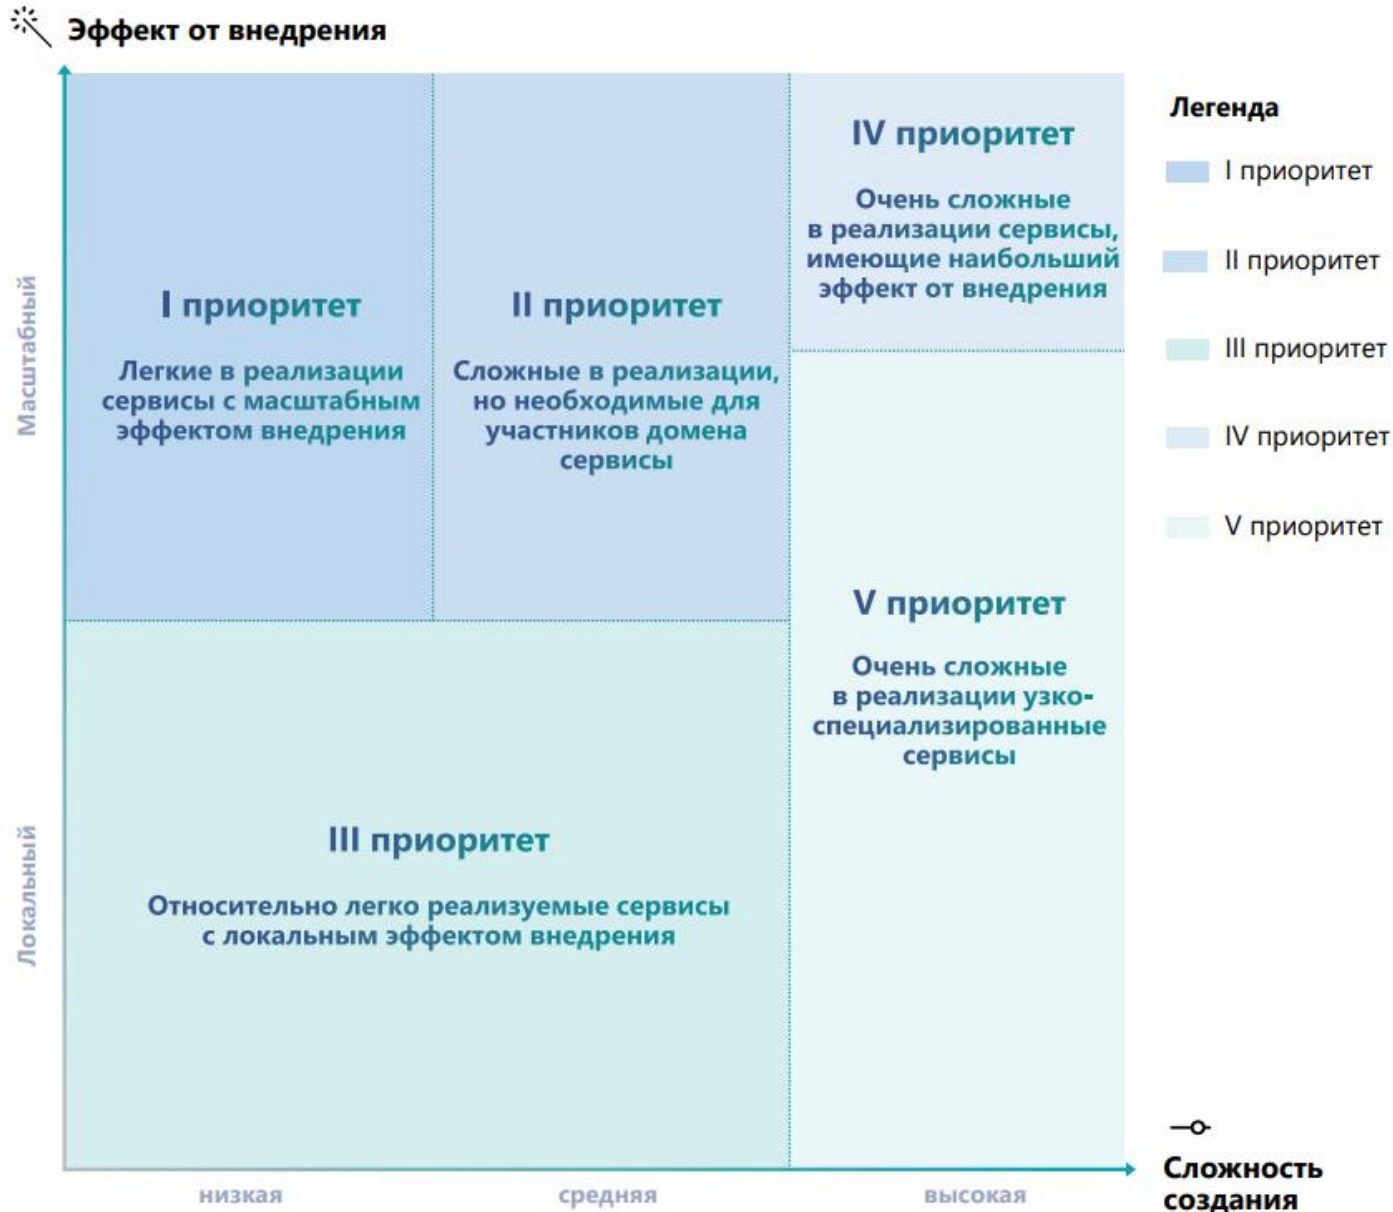 Эффект от внедрения
Легенда
I приоритет
II приоритет
III приоритет
IV приоритет
V приоритет
Масштабный
Локальный
I приоритет
Легкие в реализации
сервисы с масштабным
эффектом внедрения
II приоритет
Сложные в реализации,
но необходимые для
участников домена
сервисы
IV приоритет
Очень сложные
в реализации сервисы,
имеющие наибольший
эффект от внедрения
V приоритет
Очень сложные
в реализации узко-
специализированные
сервисы
III приоритет
Относительно легко реализуемые сервисы
с локальным эффектом внедрения
низкая
средняя
высокая
Сложность
создания